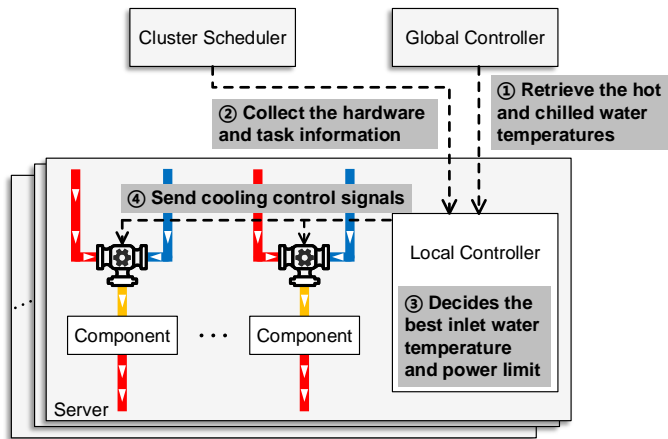 Cluster Scheduler
Global Controller
① Retrieve the hot
and chilled water
temperatures
② Collect the hardware
and task information
④ Send cooling control signals
Local Controller
③ Decides the
best inlet water
temperature
and power limit
Component
...
Component
Server
...